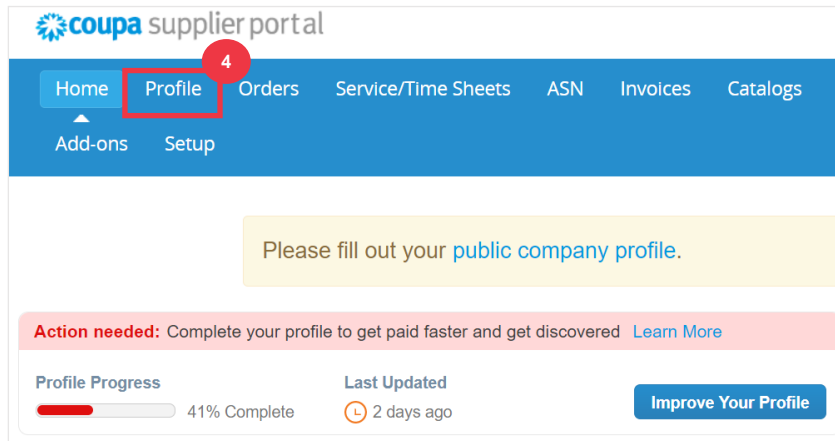 coupa supplier portal
4
Home Profile Orders Service/Time Sheets ASN Invoices Catalogs
Add-ons Setup
Please fill out your public company profile.
Action needed: Complete your profile to get paid faster and get discovered Learn More
Profile Progress Last Updated
41% Complete 2 days ago Improve Your Profile